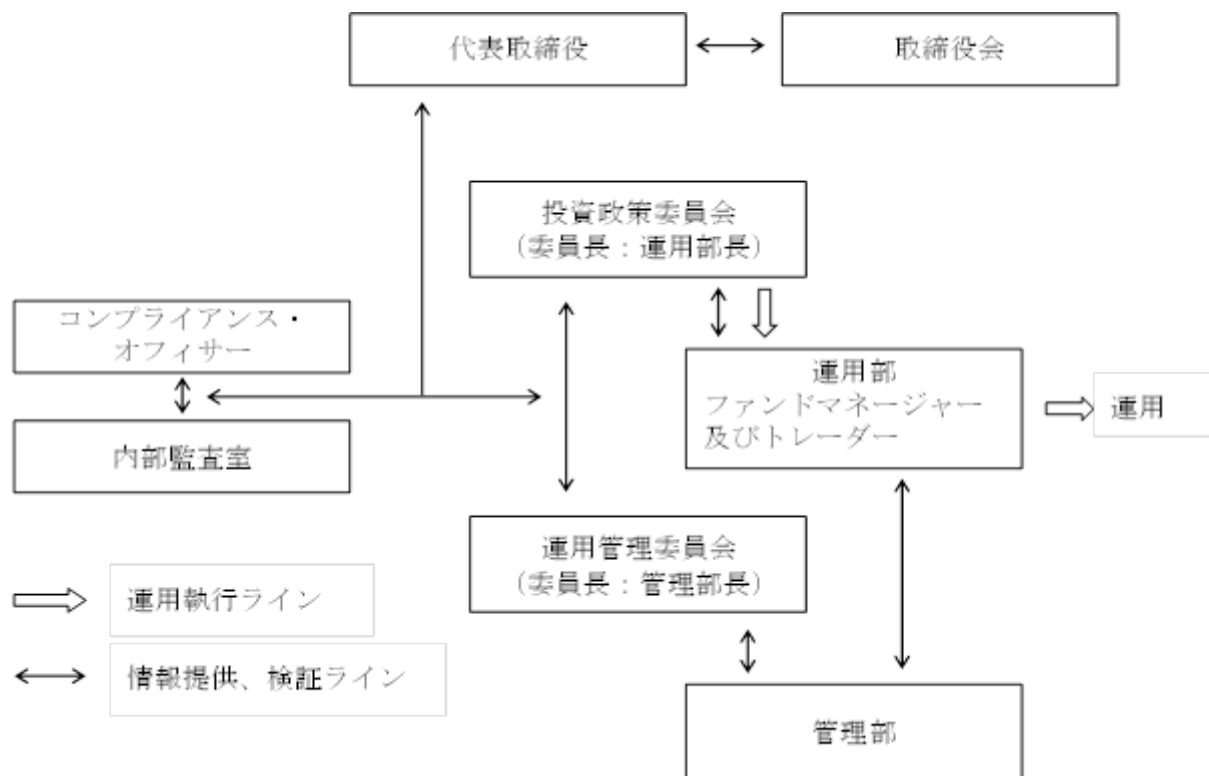 代表取締役
取締役会
投資政策委員会
(委員長：運用部長)
コンプライアンス・
オフィサー
運用部
ファンドマネージャー
及びトレーダー
運用
内部監査室
運用管理委員会
(委員長：管理部長)
運用執行ライン
情報提供、検証ライン
管理部